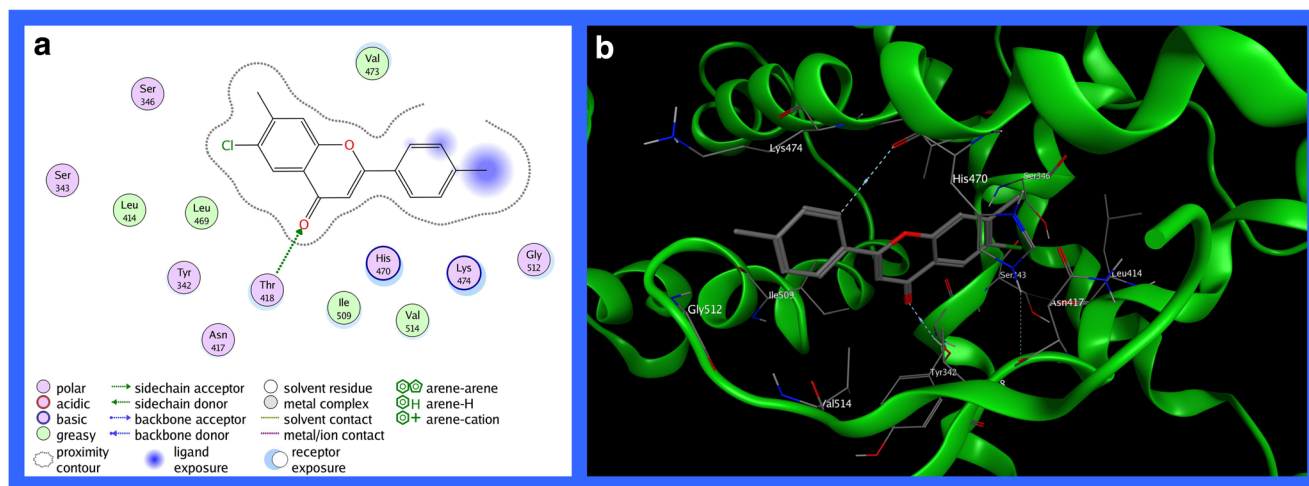 a
Val
473
Ser
346
Cl
O
Ser
343
Leu
414
Leu
469
O
Tyr
342
Thr
418
His
470
Lys
474
Gly
512
Ile
509
Val
514
Asn
417
polar
acidic
basic
greasy
proximity
contour
sidechain acceptor
sidechain donor
backbone acceptor
backbone donor
ligand
exposure
solvent residue
metal complex
solvent contact
metal/ion contact
receptor
exposure
arene-arene
H arene-H
+ arene-cation
b
Lys474
His470
Ser346
Ser343
Leu414
Asn417
Ile509
Gly512
Tyr342
8
Val514